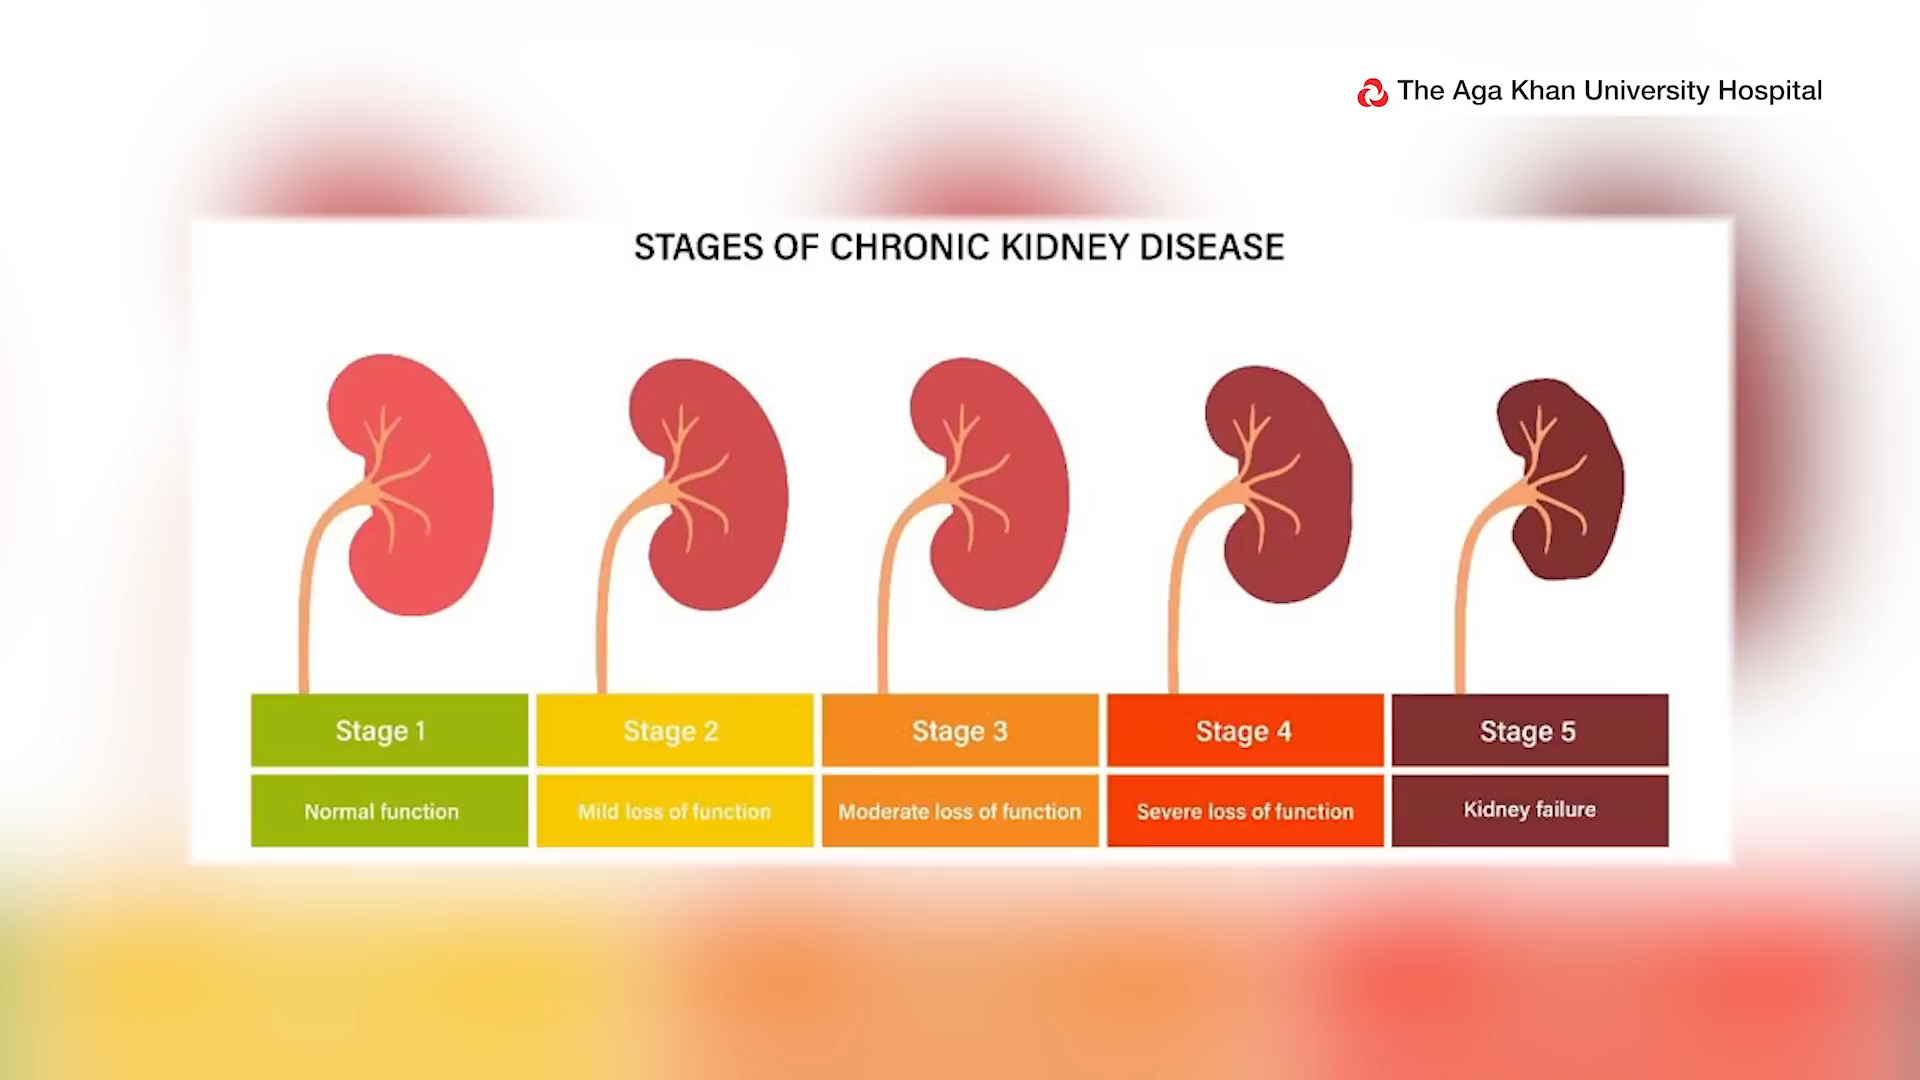 The Aga Khan University Hospital
STAGES OF CHRONIC KIDNEY DISEASE
Stage 1
Stage 2
Stage 3
Stage 4
Stage 5
Normal function
Mild loss of function
Moderate loss of function
Severe loss of function
Kidney failure